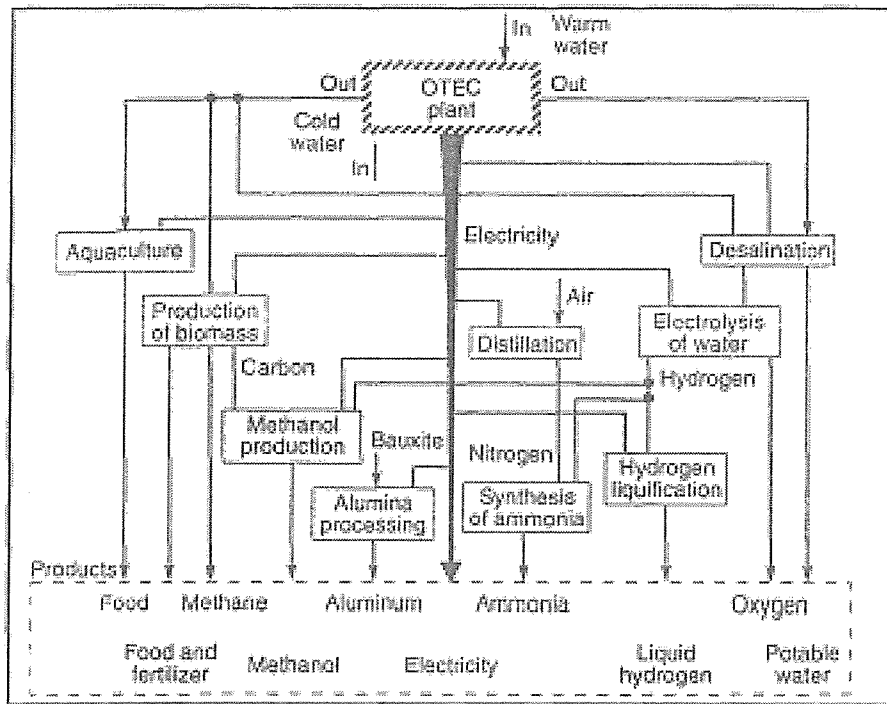 In
Warm
water
Out
OTEC
plant
Out
Cold
water
In
Electricity
Aquaculture
Desalination
Air
Production
of biomass
Distillation
Electrolysis
of water
Carbon
Hydrogen
Methanol
production
Bauxite
Nitrogen
Hydrogen
liquification
Alumina
processing
Synthesis
of ammonia
Products
Food
Methane
Aluminum
Ammonia
Oxygen
Food and
fertilizer
Methanol
Electricity
Liquid
hydrogen
Potable
water